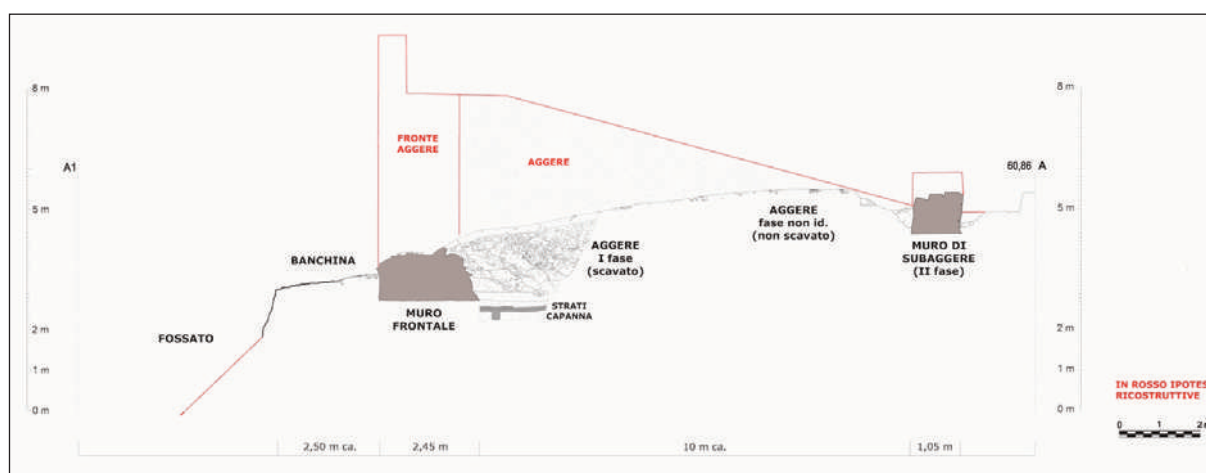 8 m
8 m
FRONTE
AGGERE
AGGERE
A1
60,86 A
5 m
5 m
AGGERE
fase non id.
(non scavato)
AGGERE
I fase
(scavato)
BANCHINA
MURO DI
SUBAGGERE
(II fase)
STRATI
CAPANNA
MURO
FRONTALE
FOSSATO
2 m
2 m
1 m
1 m
0 m
0 m
IN ROSSO IPOTES
RICOSTRUTTIVE
0 1 2
2,50 m ca.
2,45 m
10 m ca.
1,05 m